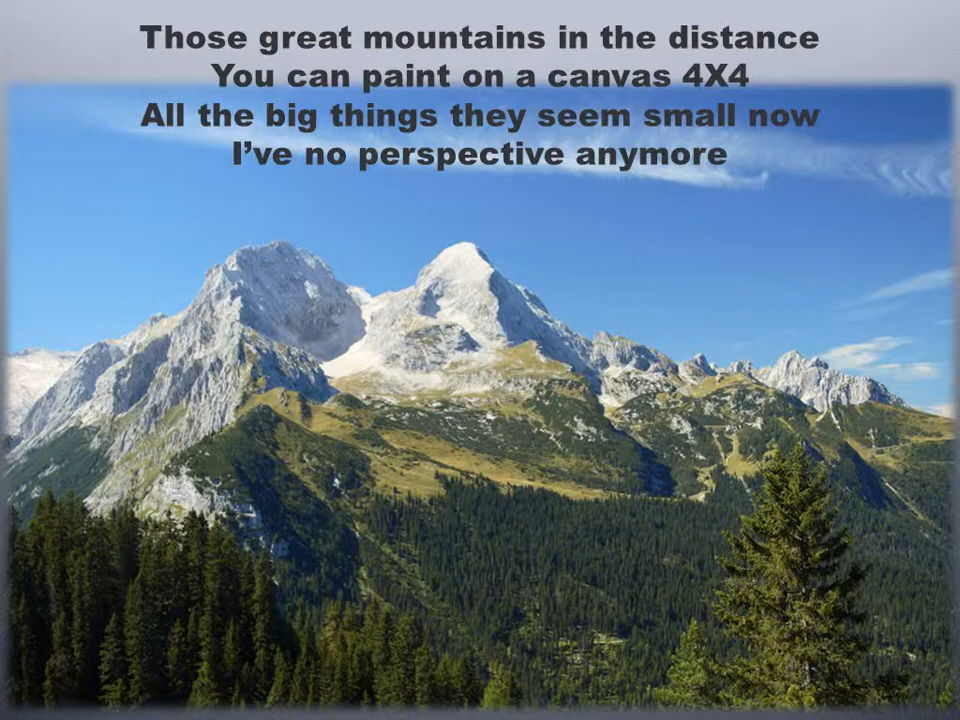 Those great mountains in the distance
You can paint on a canvas 4X4
All the big things they seem small now
I’ve no perspective anymore